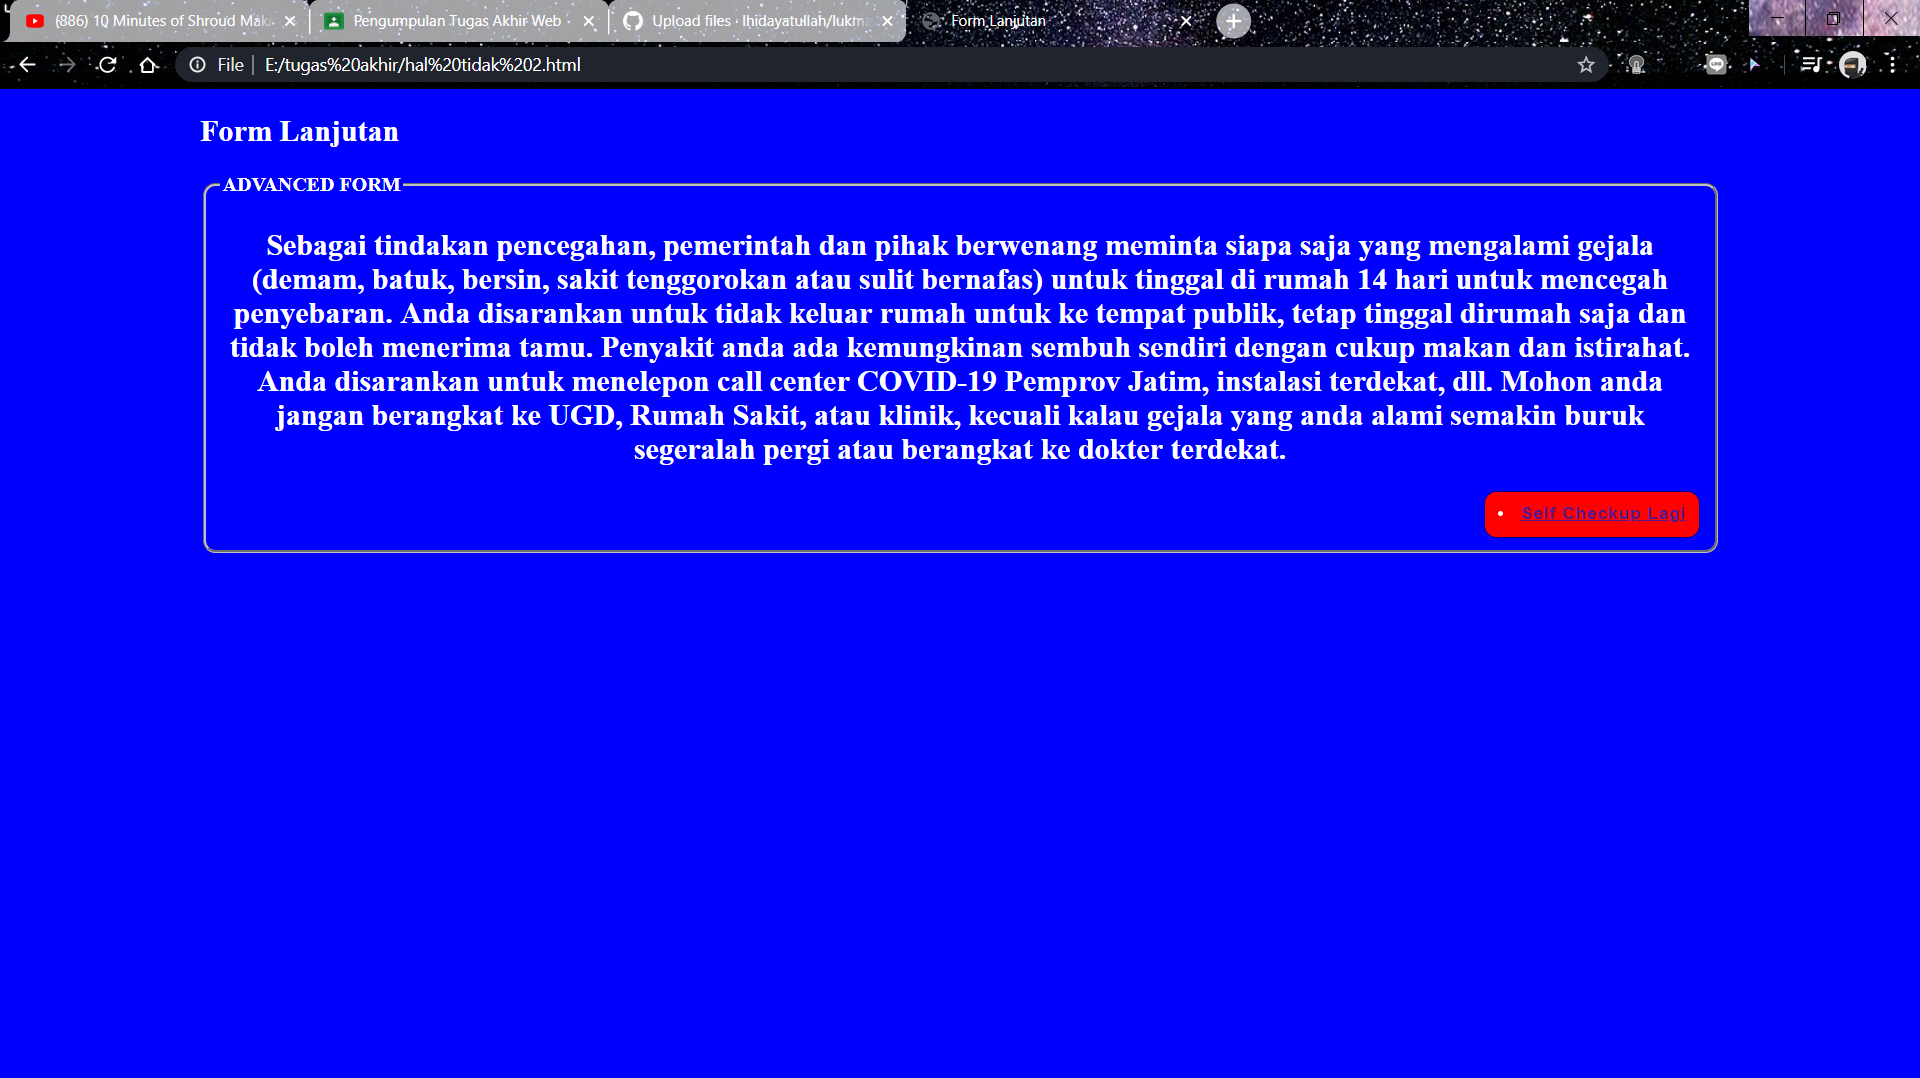 (886) 10 Minutes of Shroud Mak
Pengumpulan Tugas Akhir Web
Upload files · lhidayatullah/lukm
Form Lanjutan
File
E:/tugas%20akhir/hal%20tidak%202.html
Form Lanjutan
ADVANCED FORM
Sebagai tindakan pencegahan, pemerintah dan pihak berwenang meminta siapa saja yang mengalami gejala
(demam, batuk, bersin, sakit tenggorokan atau sulit bernafas) untuk tinggal di rumah 14 hari untuk mencegah
penyebaran. Anda disarankan untuk tidak keluar rumah untuk ke tempat publik, tetap tinggal dirumah saja dan
tidak boleh menerima tamu. Penyakit anda ada kemungkinan sembuh sendiri dengan cukup makan dan istirahat.
Anda disarankan untuk menelepon call center COVID-19 Pemprov Jatim, instalasi terdekat, dll. Mohon anda
jangan berangkat ke UGD, Rumah Sakit, atau klinik, kecuali kalau gejala yang anda alami semakin buruk
segeralah pergi atau berangkat ke dokter terdekat.
• Self Checkup Lagi